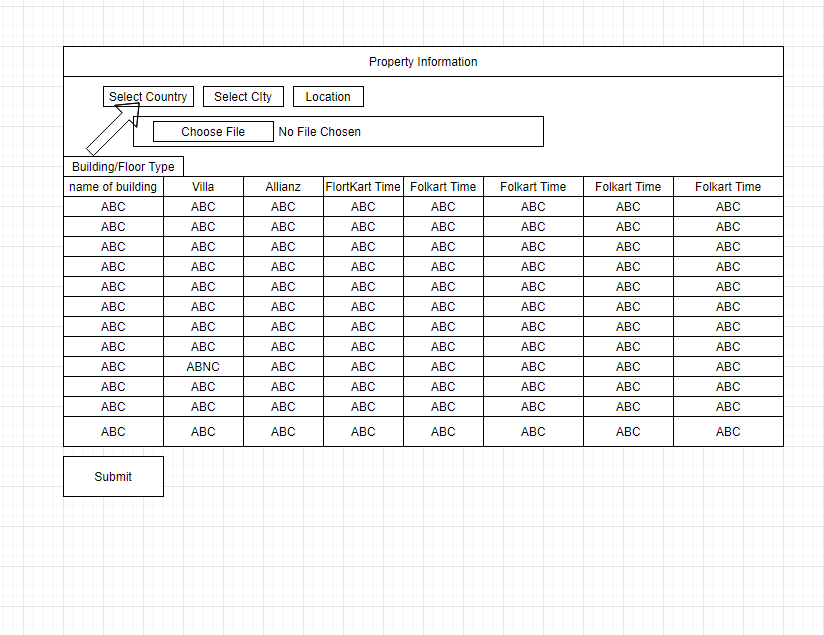 Property Information
Select Country Select CIty Location
Choose File No File Chosen
Building/Floor Type
name of building Villa Allianz FlortKart Time Folkart Time Folkart Time Folkart Time Folkart Time
ABC ABC ABC ABC ABC ABC ABC ABC
ABC ABC ABC ABC ABC ABC ABC ABC
ABC ABC ABC ABC ABC ABC ABC ABC
ABC ABC ABC ABC ABC ABC ABC ABC
ABC ABC ABC ABC ABC ABC ABC ABC
ABC ABC ABC ABC ABC ABC ABC ABC
ABC ABC ABC ABC ABC ABC ABC ABC
ABC ABC ABC ABC ABC ABC ABC ABC
ABC ABNC ABC ABC ABC ABC ABC ABC
ABC ABC ABC ABC ABC ABC ABC ABC
ABC ABC ABC ABC ABC ABC ABC ABC
ABC ABC ABC ABC ABC ABC ABC ABC
Submit